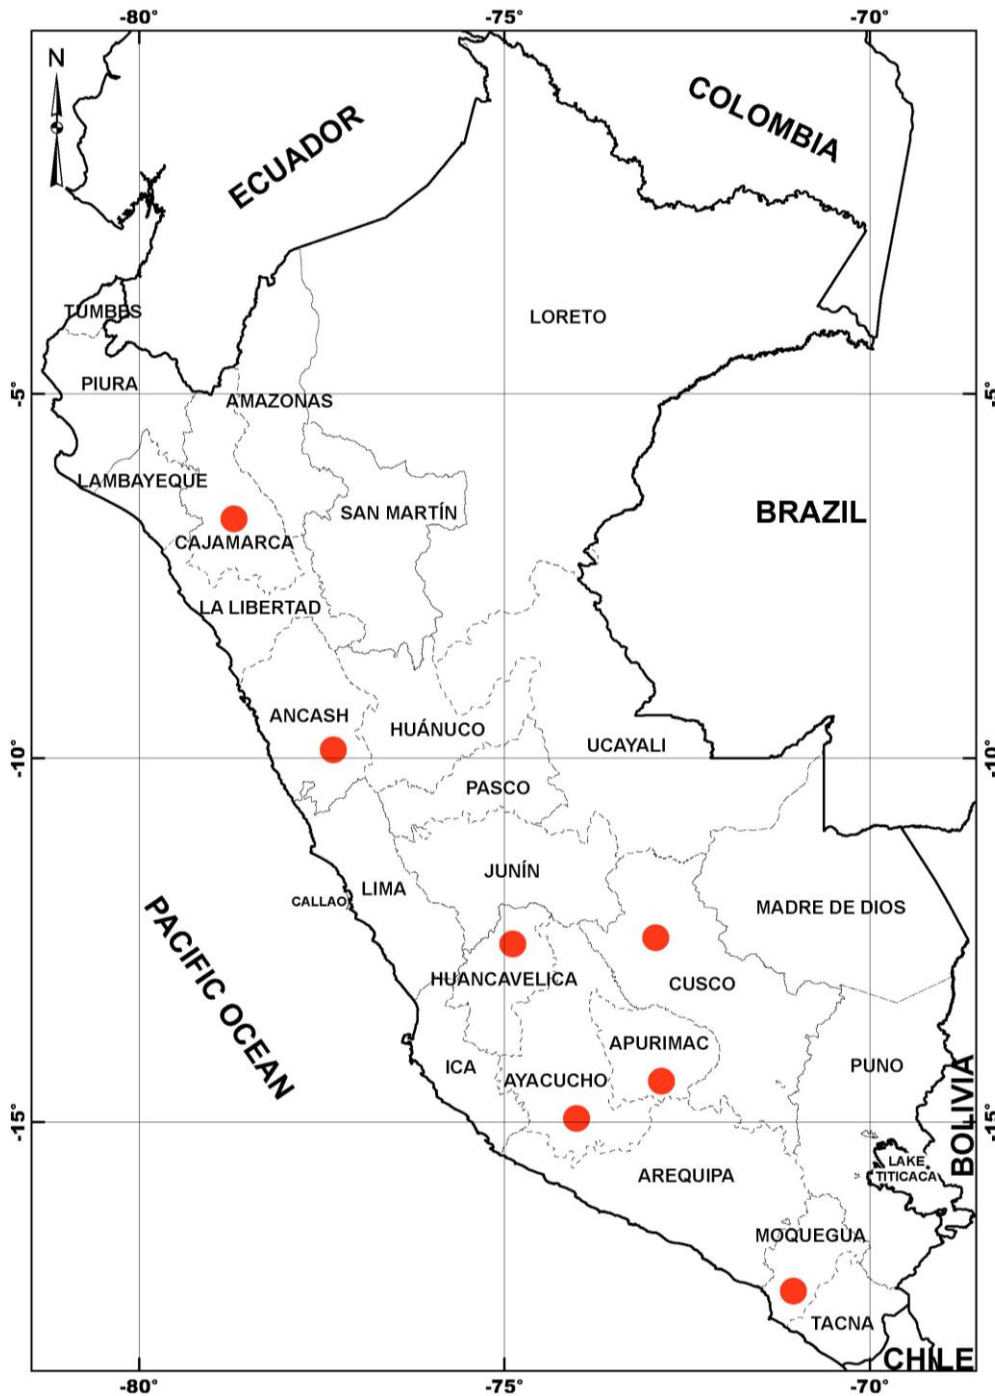 -80°
-75°
-70°
N
ECUADOR
COLOMBIA
TUMBES
LORETO
PIURA
-5°
-5°
AMAZONAS
LAMBAYEQUE
SAN MARTÍN
BRAZIL
CAJAMARCA
LA LIBERTAD
ANCASH
HUÁNUCO
UCAYALI
-10°
-10°
PASCO
JUNÍN
LIMA
CALLAO
MADRE DE DIOS
PACIFIC OCEAN
HUANCAVELICA
CUSCO
APURIMAC
ICA
AYACUCHO
PUNO
BOLIVIA
-15°
-15°
LAKE
TITICACA
AREQUIPA
MOQUEGUA
TACNA
CHILE
-80°
-75°
-70°